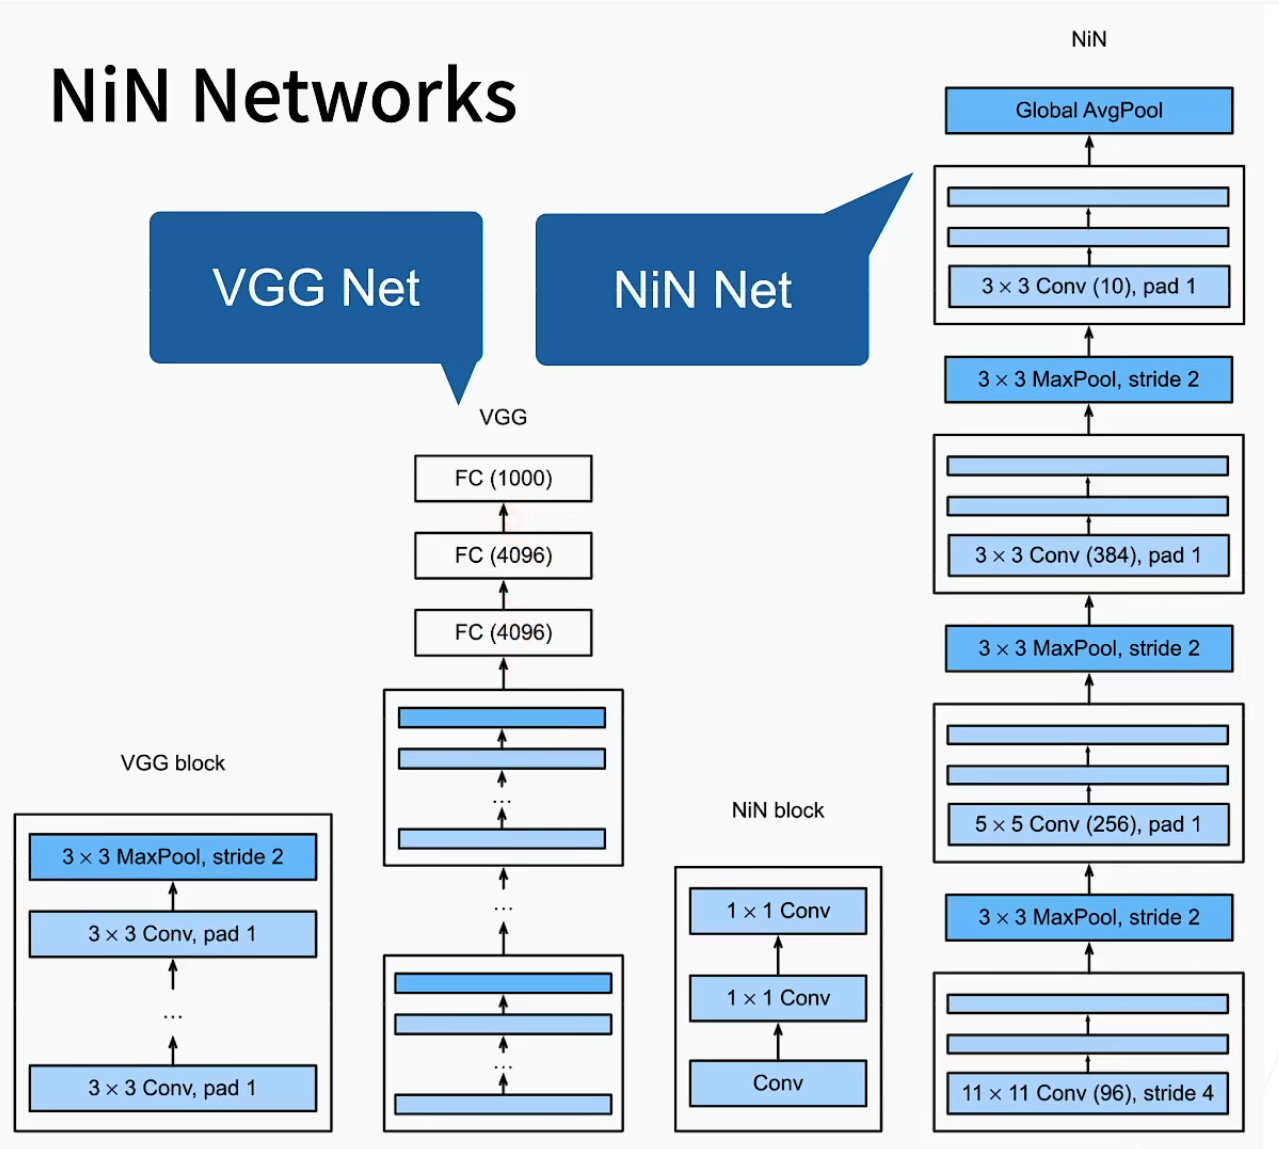 NiN Networks
VGG Net
NiN Net
VGG block
3 × 3 MaxPool, stride 2
3 × 3 Conv, pad 1
...
3 × 3 Conv, pad 1
VGG
FC (1000)
FC (4096)
FC (4096)
...
...
...
NiN block
1 × 1 Conv
1 × 1 Conv
Conv
NiN
Global AvgPool
3 × 3 Conv (10), pad 1
3 × 3 MaxPool, stride 2
3 × 3 Conv (384), pad 1
3 × 3 MaxPool, stride 2
5 × 5 Conv (256), pad 1
3 × 3 MaxPool, stride 2
11 × 11 Conv (96), stride 4